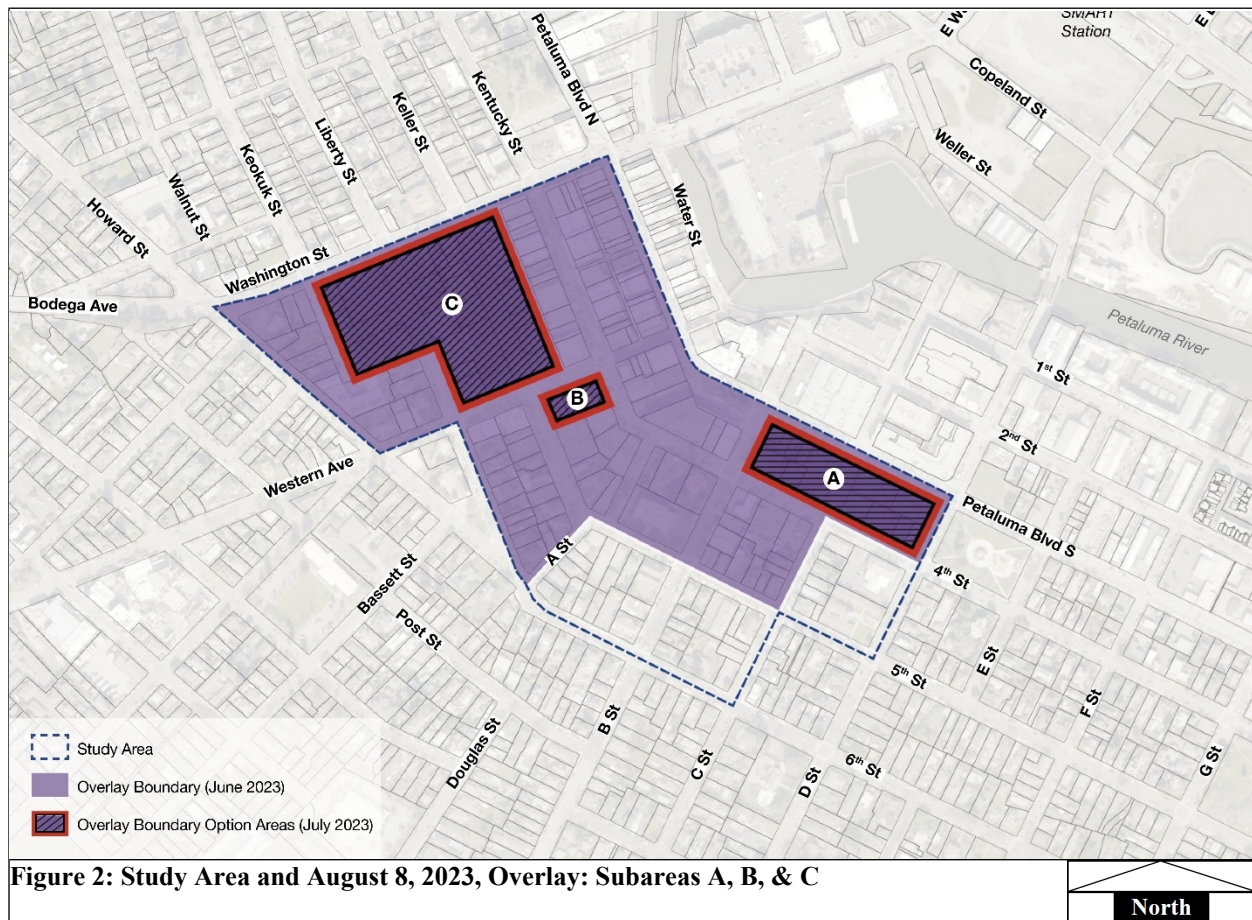 SMART
Station
E W
Copeland St
Weller St
Petaluma Blvd N
Kentucky St
Keller St
Liberty St
Keokuk St
Walnut St
Howard St
Water St
Washington St
Bodega Ave
C
B
A
Petaluma River
1st St
2nd St
Petaluma Blvd S
4th St
Western Ave
A St
Bassett St
Post St
E St
5th St
F St
B St
Douglas St
C St
D St
6th St
G St
Study Area
Overlay Boundary (June 2023)
Overlay Boundary Option Areas (July 2023)
Figure 2: Study Area and August 8, 2023, Overlay: Subareas A, B, & C
North